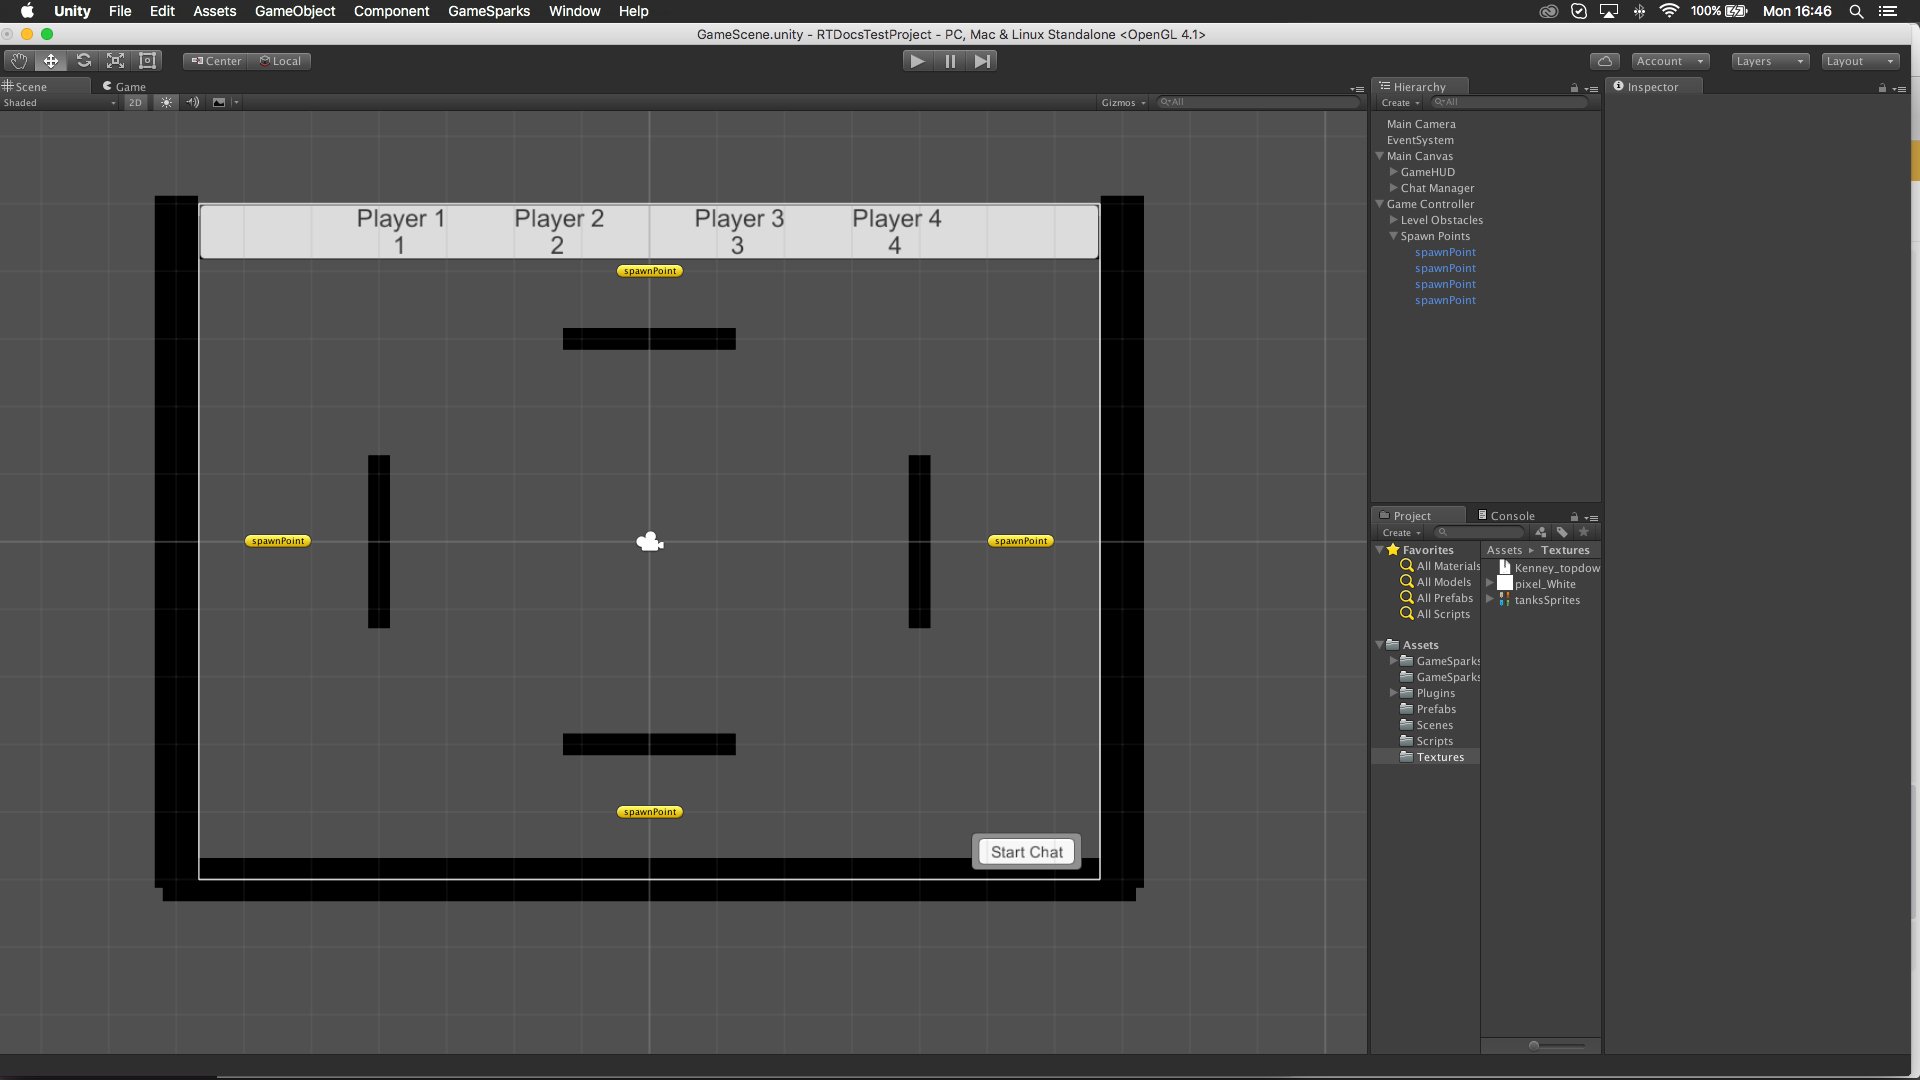 Unity File Edit Assets GameObject Component GameSparks Window Help 100% Mon 16:46
GameScene.unity - RTDocsTestProject - PC, Mac & Linux Standalone <OpenGL 4.1>
Center Local Account Layers Layout
Scene Game
Shaded 2D Gizmos All
Hierarchy
Create All
Main Camera
EventSystem
Main Canvas
GameHUD
Chat Manager
Game Controller
Level Obstacles
Spawn Points
spawnPoint
spawnPoint
spawnPoint
spawnPoint
Inspector
Player 1 Player 2 Player 3 Player 4
1 2 3 4
spawnPoint
spawnPoint spawnPoint
spawnPoint
Start Chat
Project Console
Create
Favorites
All Materials
All Models
All Prefabs
All Scripts
Assets
GameSparks
GameSparks
Plugins
Prefabs
Scenes
Scripts
Textures
Assets Textures
Kenney_topdow
pixel_White
tanksSprites